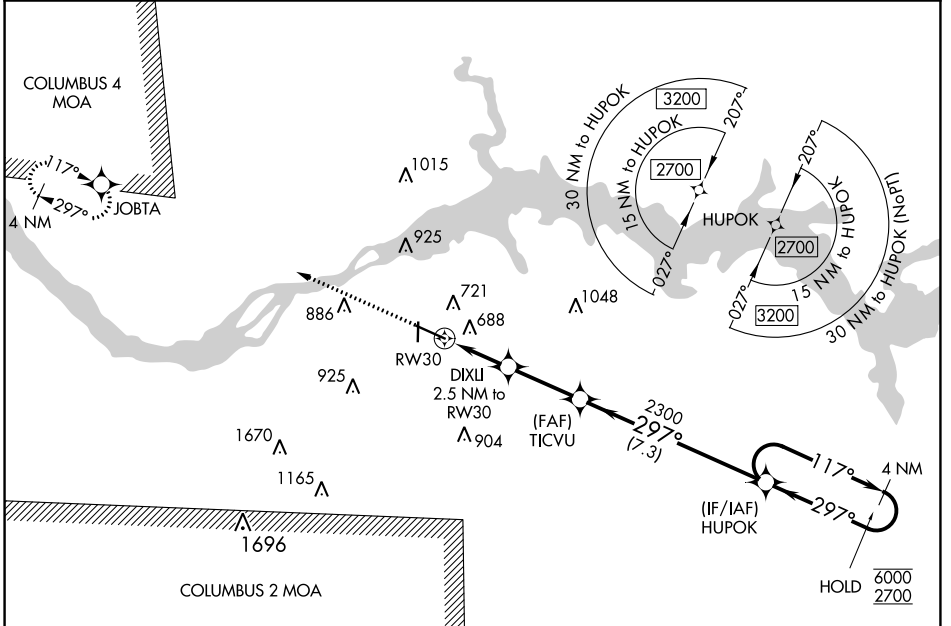 COLUMBUS 4
MOA
117°
297°
4 NM
JOBTA
1015
925
886
721
688
1048
RW30
DIXLI
2.5 NM to
RW30
925
904
1670
1165
1696
COLUMBUS 2 MOA
(FAF)
TICVU
2300
297°
(7.3)
(IF/IAF)
HUPOK
117°
297°
4 NM
HOLD
6000
2700
30 NM to HUPOK
3200
207°
15 NM to HUPOK
2700
027°
HUPOK
207°
2700
15 NM to HUPOK
027°
3200
30 NM to HUPOK (NoPT)